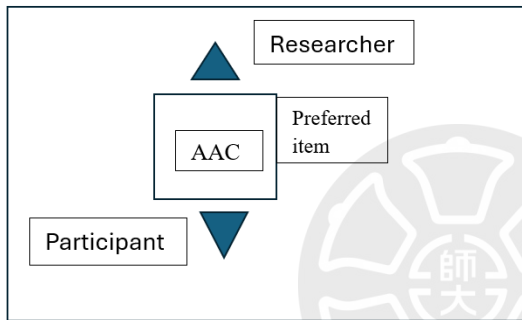 Researcher
Preferred
item
AAC
Participant
師
大